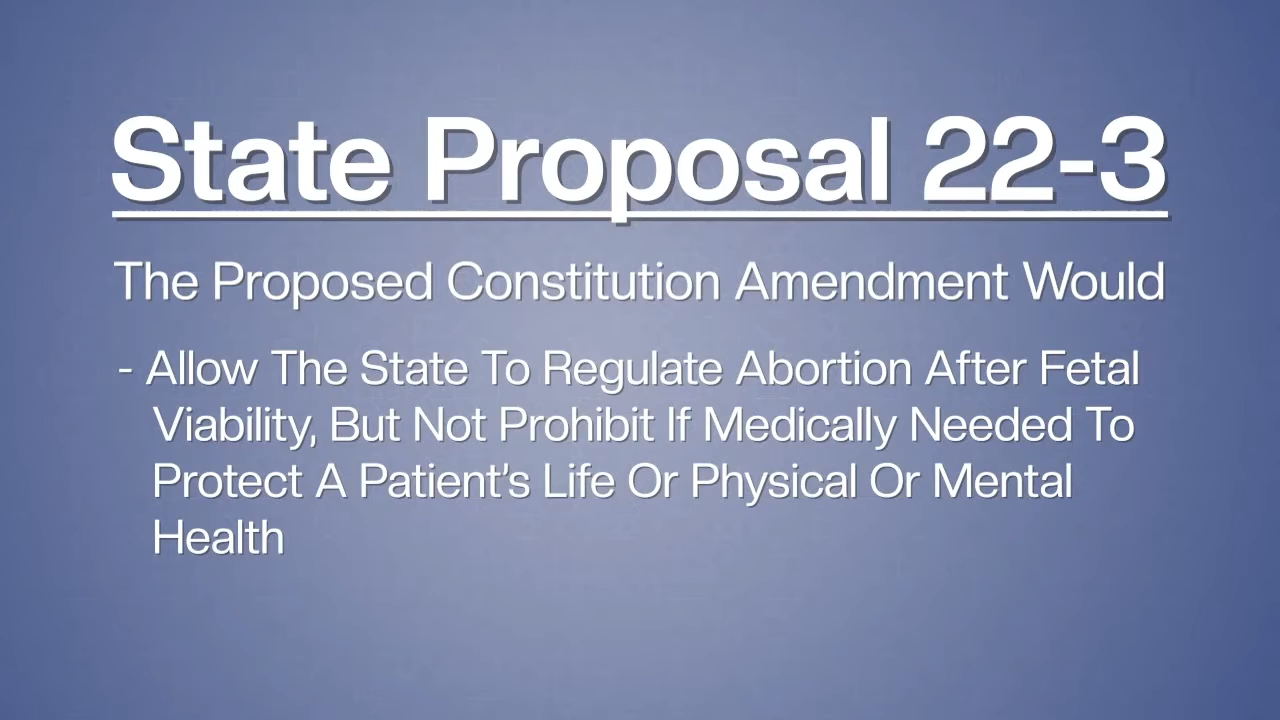 State Proposal 22-3
The Proposed Constitution Amendment Would
- Allow The State To Regulate Abortion After Fetal
Viability, But Not Prohibit If Medically Needed To
Protect A Patient's Life Or Physical Or Mental
Health